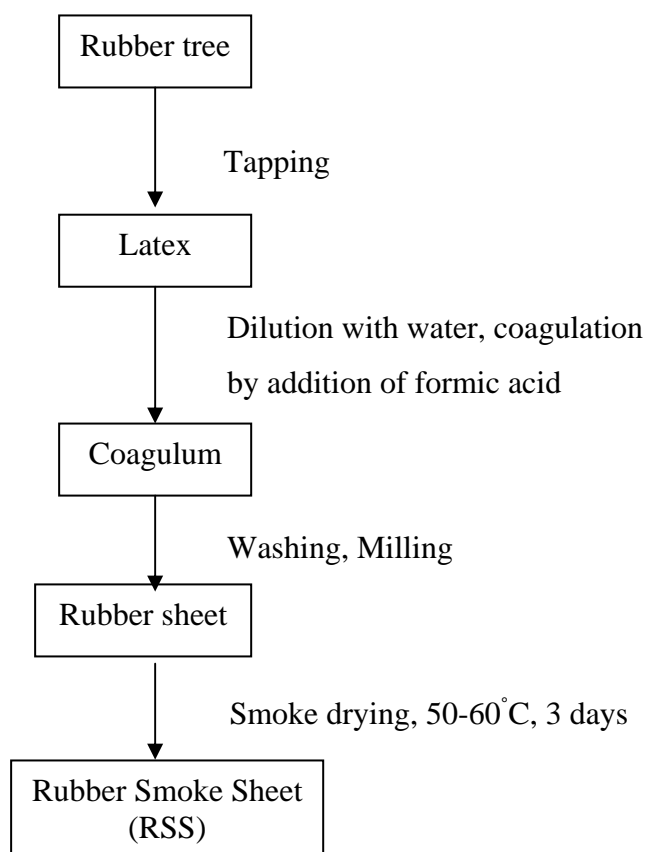 Rubber tree
Tapping
Latex
Dilution with water, coagulation
by addition of formic acid
Coagulum
Washing, Milling
Rubber sheet
Smoke drying, 50-60°C, 3 days
Rubber Smoke Sheet
(RSS)